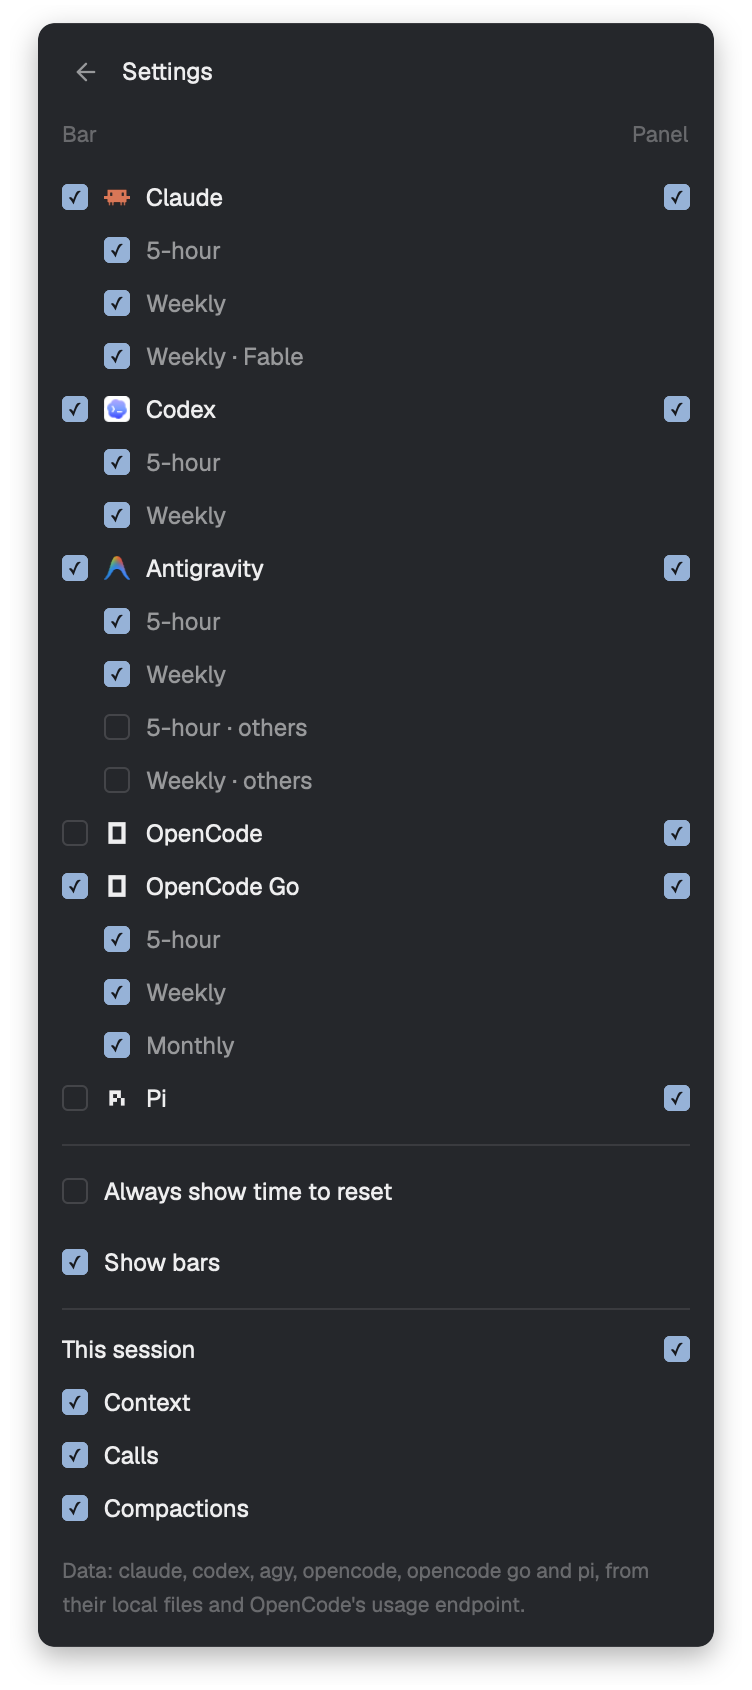 Settings
Bar Panel
Claude
5-hour
Weekly
Weekly · Fable
Codex
5-hour
Weekly
Antigravity
5-hour
Weekly
5-hour · others
Weekly · others
OpenCode
OpenCode Go
5-hour
Weekly
Monthly
Pi
Always show time to reset
Show bars
This session
Context
Calls
Compactions
Data: claude, codex, agy, opencode, opencode go and pi, from
their local files and OpenCode's usage endpoint.